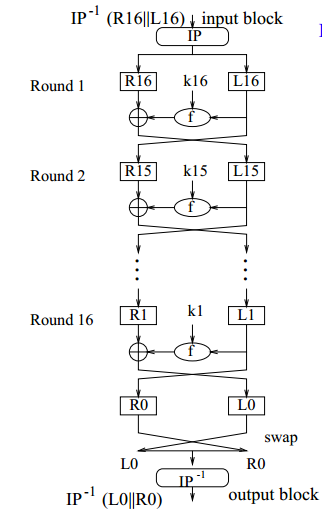 IP⁻¹ (R16||L16) input block
IP
Round 1 R16 k16 L16
f
Round 2 R15 k15 L15
f
Round 16 R1 k1 L1
f
R0 L0
swap
L0 R0
IP⁻¹
IP⁻¹ (L0||R0) output block